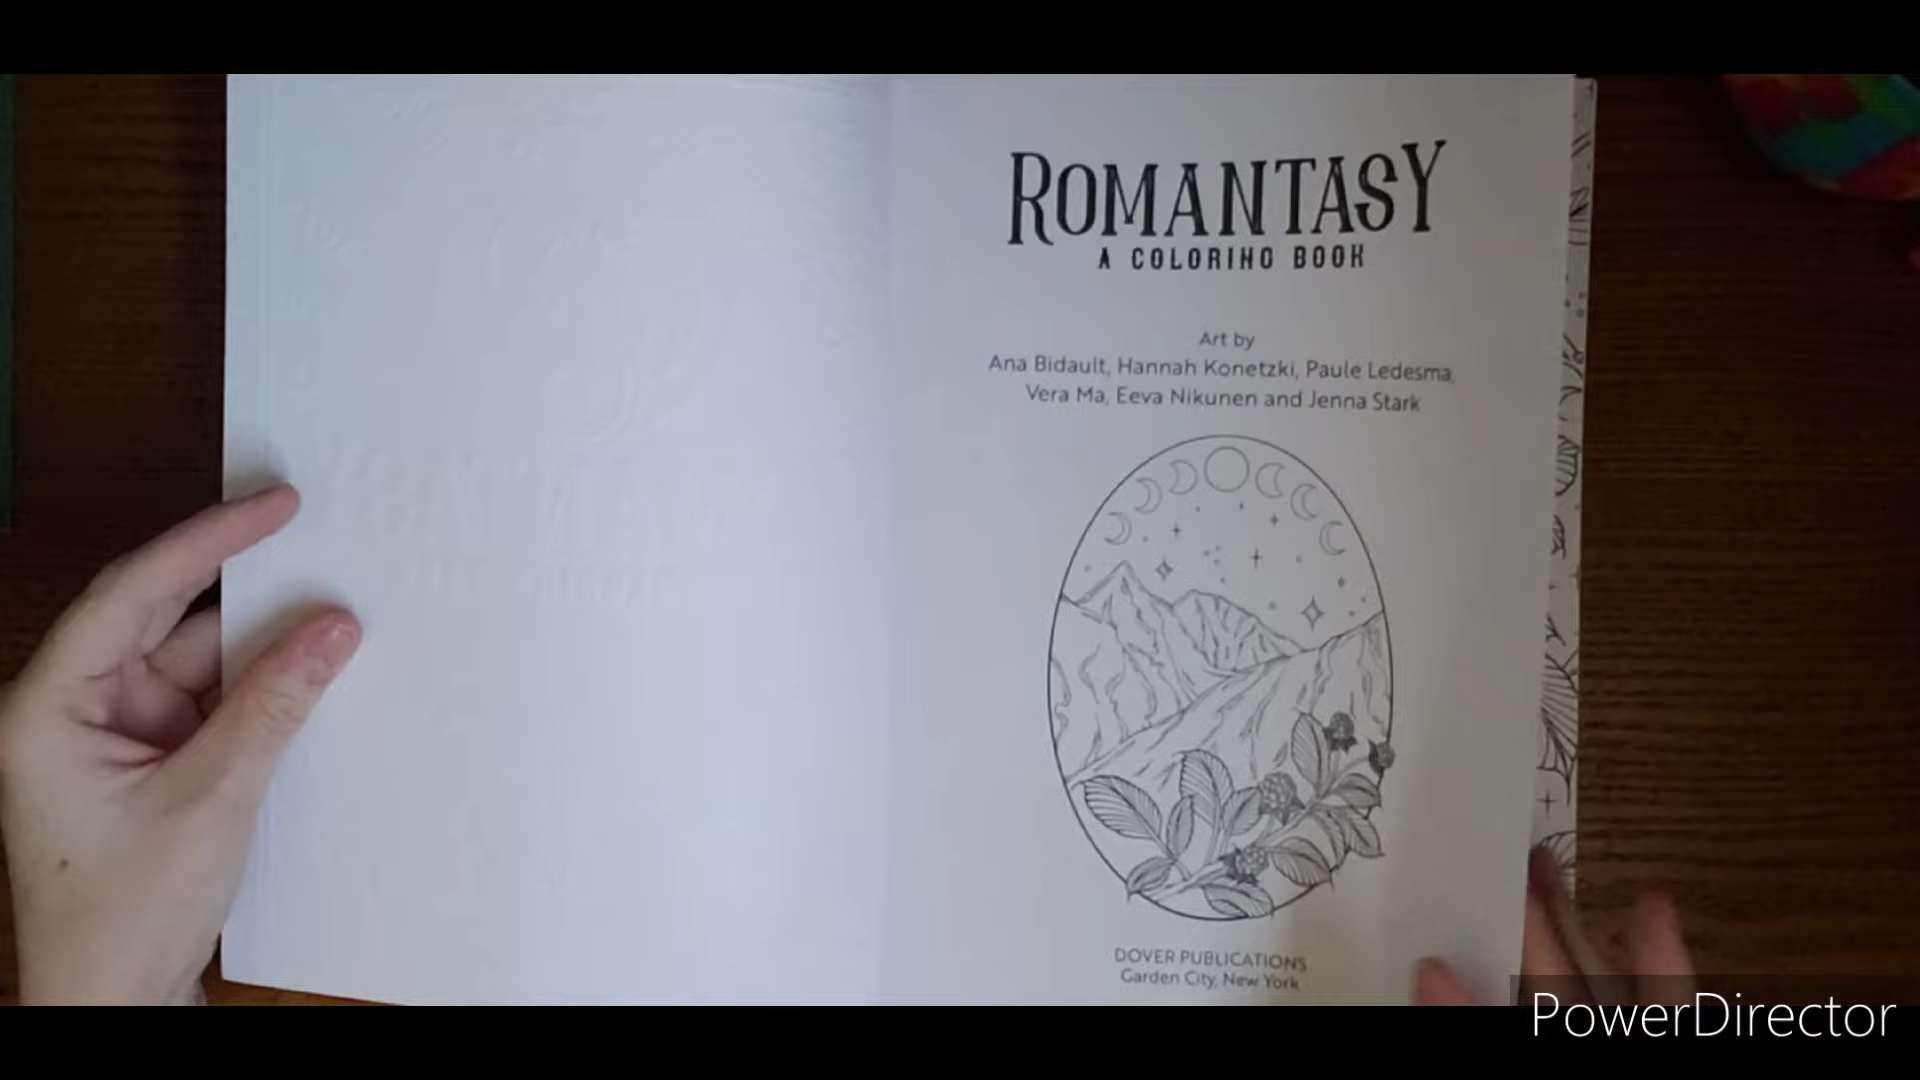 ROMANTASY
A COLORING BOOK
Art by
Ana Bidault, Hannah Konetzki, Paule Ledesma,
Vera Ma, Eeva Nikunen and Jenna Stark
DOVER PUBLICATIONS
Garden City, New York
PowerDirector